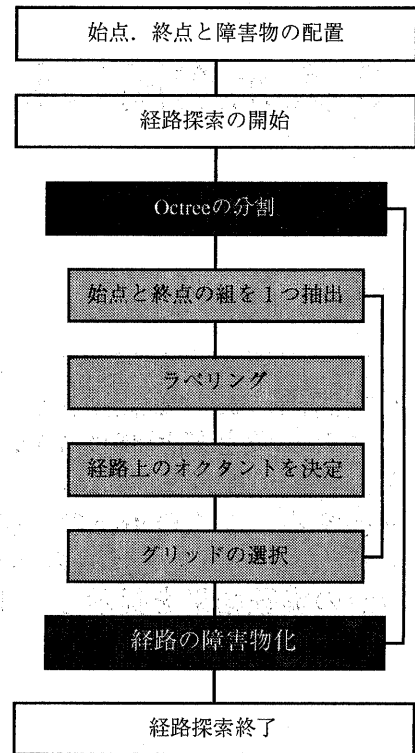 始点．終点と障害物の配置
経路探索の開始
Octreeの分割
始点と終点の組を1つ抽出
ラベリング
経路上のオクタントを決定
グリッドの選択
経路の障害物化
経路探索終了